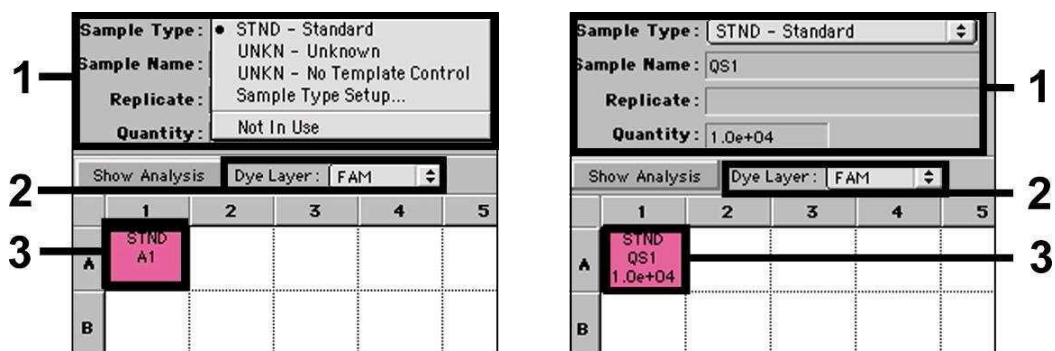 Sample Type: • STND - Standard
UNKN - Unknown
Sample Name: UNKN - No Template Control
Replicate: Sample Type Setup...
Quantity: Not In Use
1
Show Analysis Dye Layer: FAM
2
1 2 3 4 5
3
A STND
A1
B
Sample Type: STND - Standard
Sample Name: QS1
1
Replicate:
Quantity: 1.0e+04
Show Analysis Dye Layer: FAM
2
1 2 3 4 5
A STND
QS1
1.0e+04
3
B